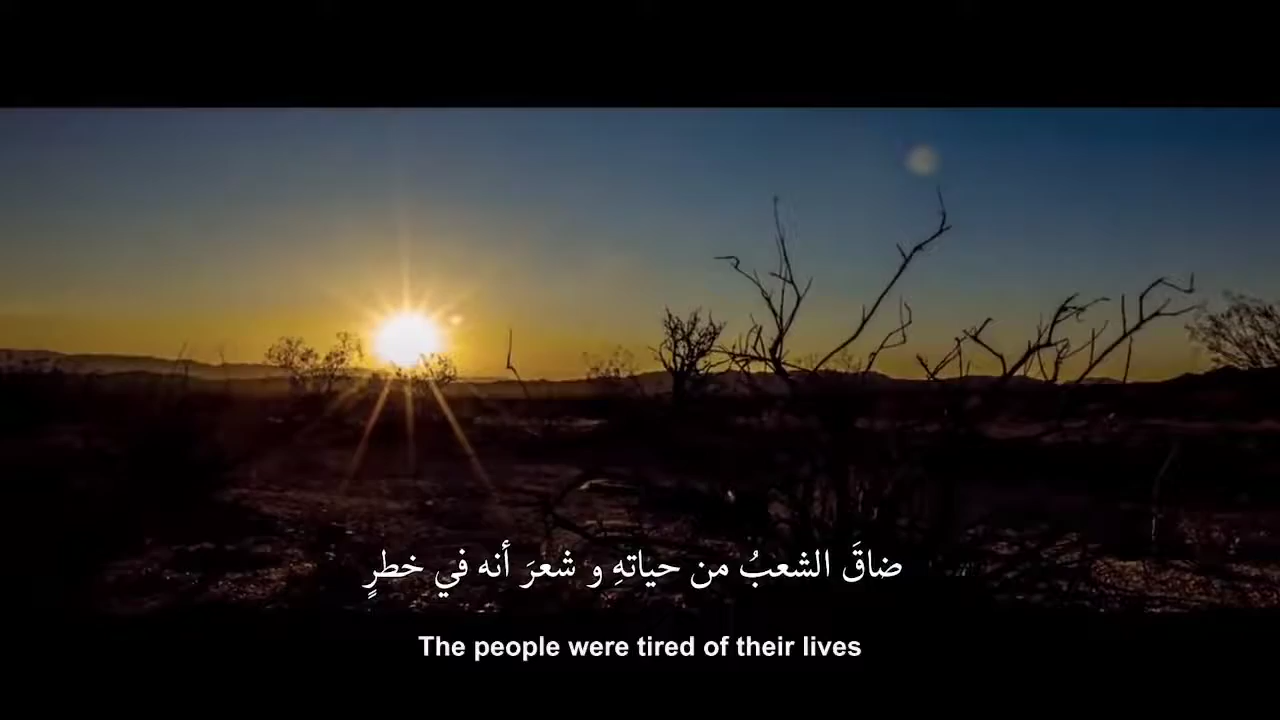 ضاقَ الشعبُ من حياتهِ و شعرَ أنه في خطرٍ
The people were tired of their lives